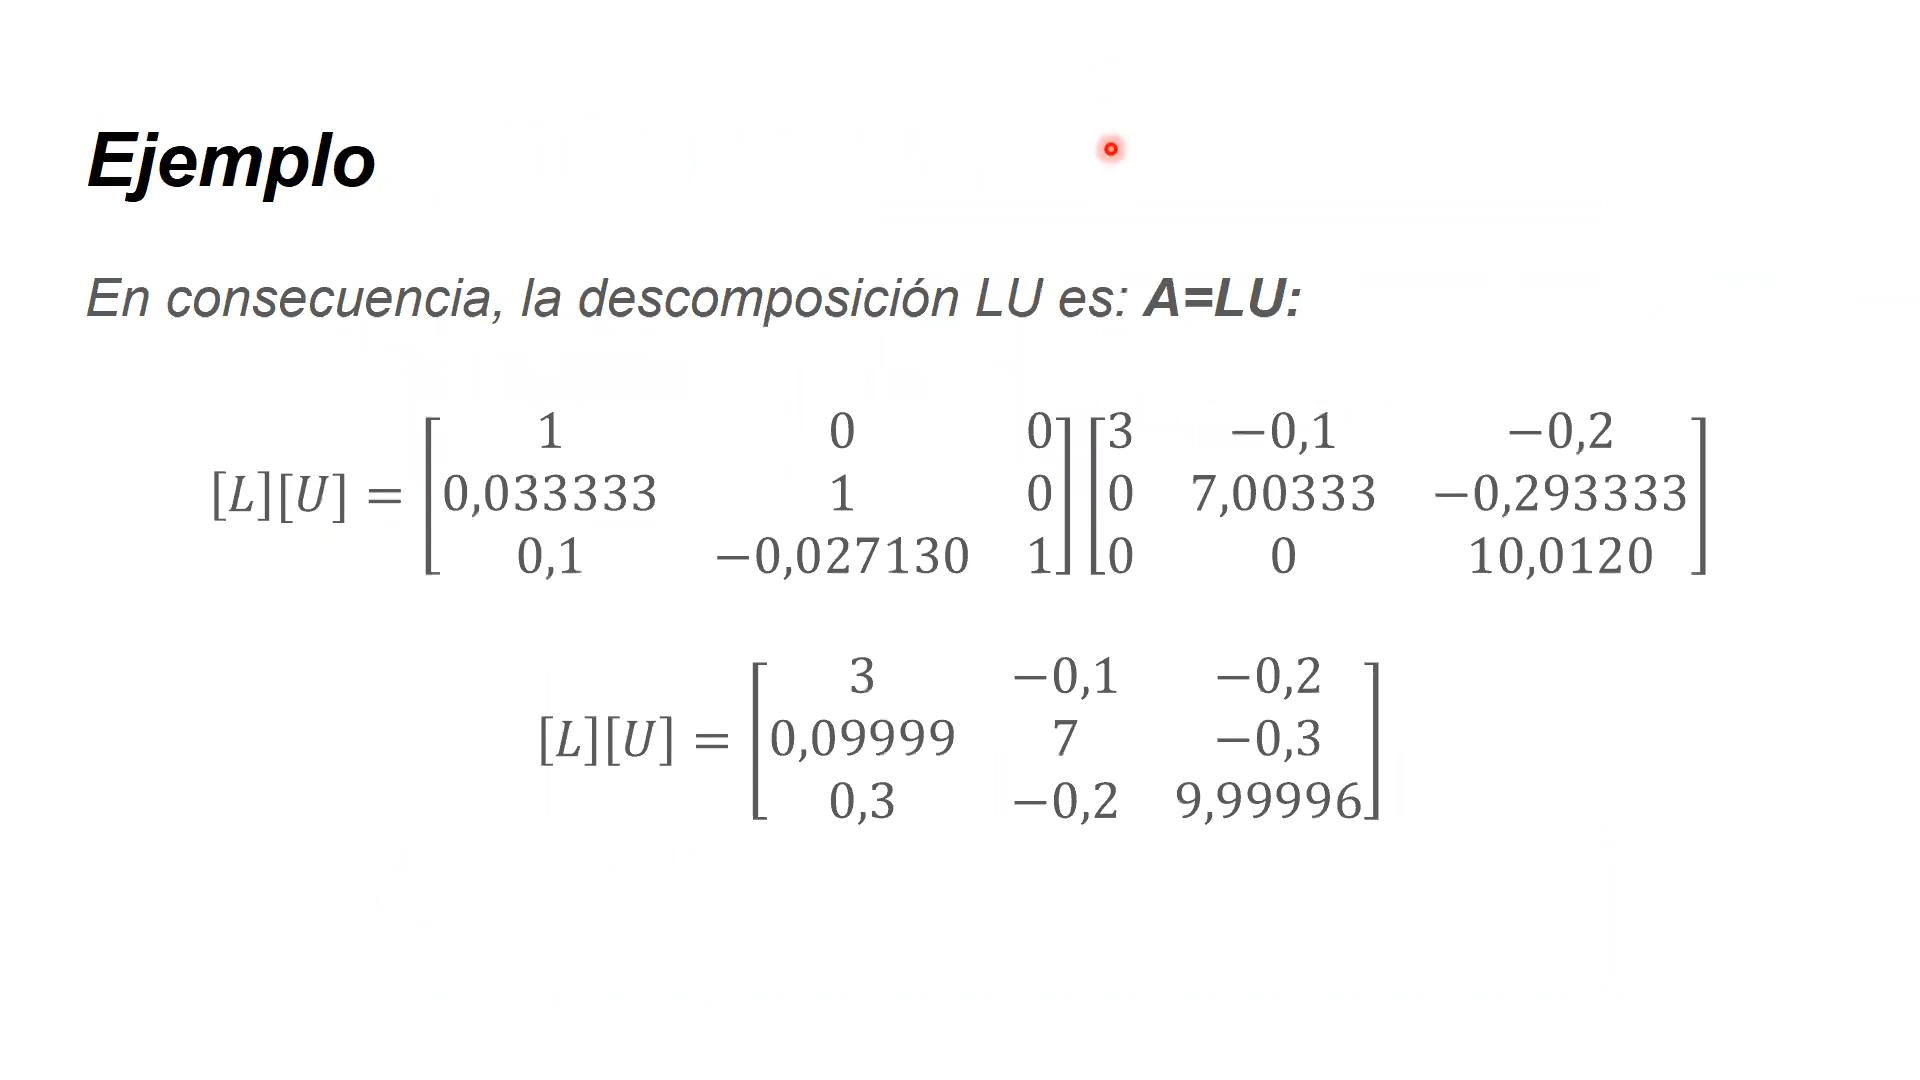 Ejemplo
En consecuencia, la descomposición LU es: A=LU:
[L][U] = [1 0 0] [3 −0,1 −0,2]
[0,033333 1 0] [0 7,00333 −0,293333]
[0,1 −0,027130 1] [0 0 10,0120]
[L][U] = [3 −0,1 −0,2]
[0,09999 7 −0,3]
[0,3 −0,2 9,99996]